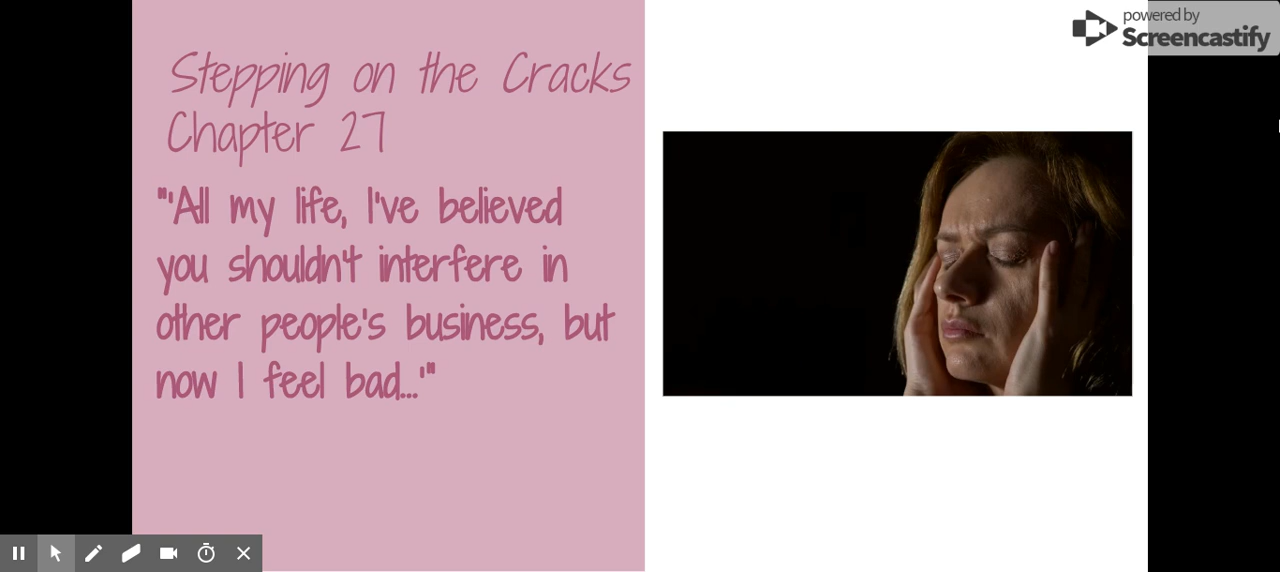 Stepping on the Cracks
Chapter 27
"'All my life, I've believed
you shouldn't interfere in
other people's business, but
now I feel bad...'"
powered by
Screencastify